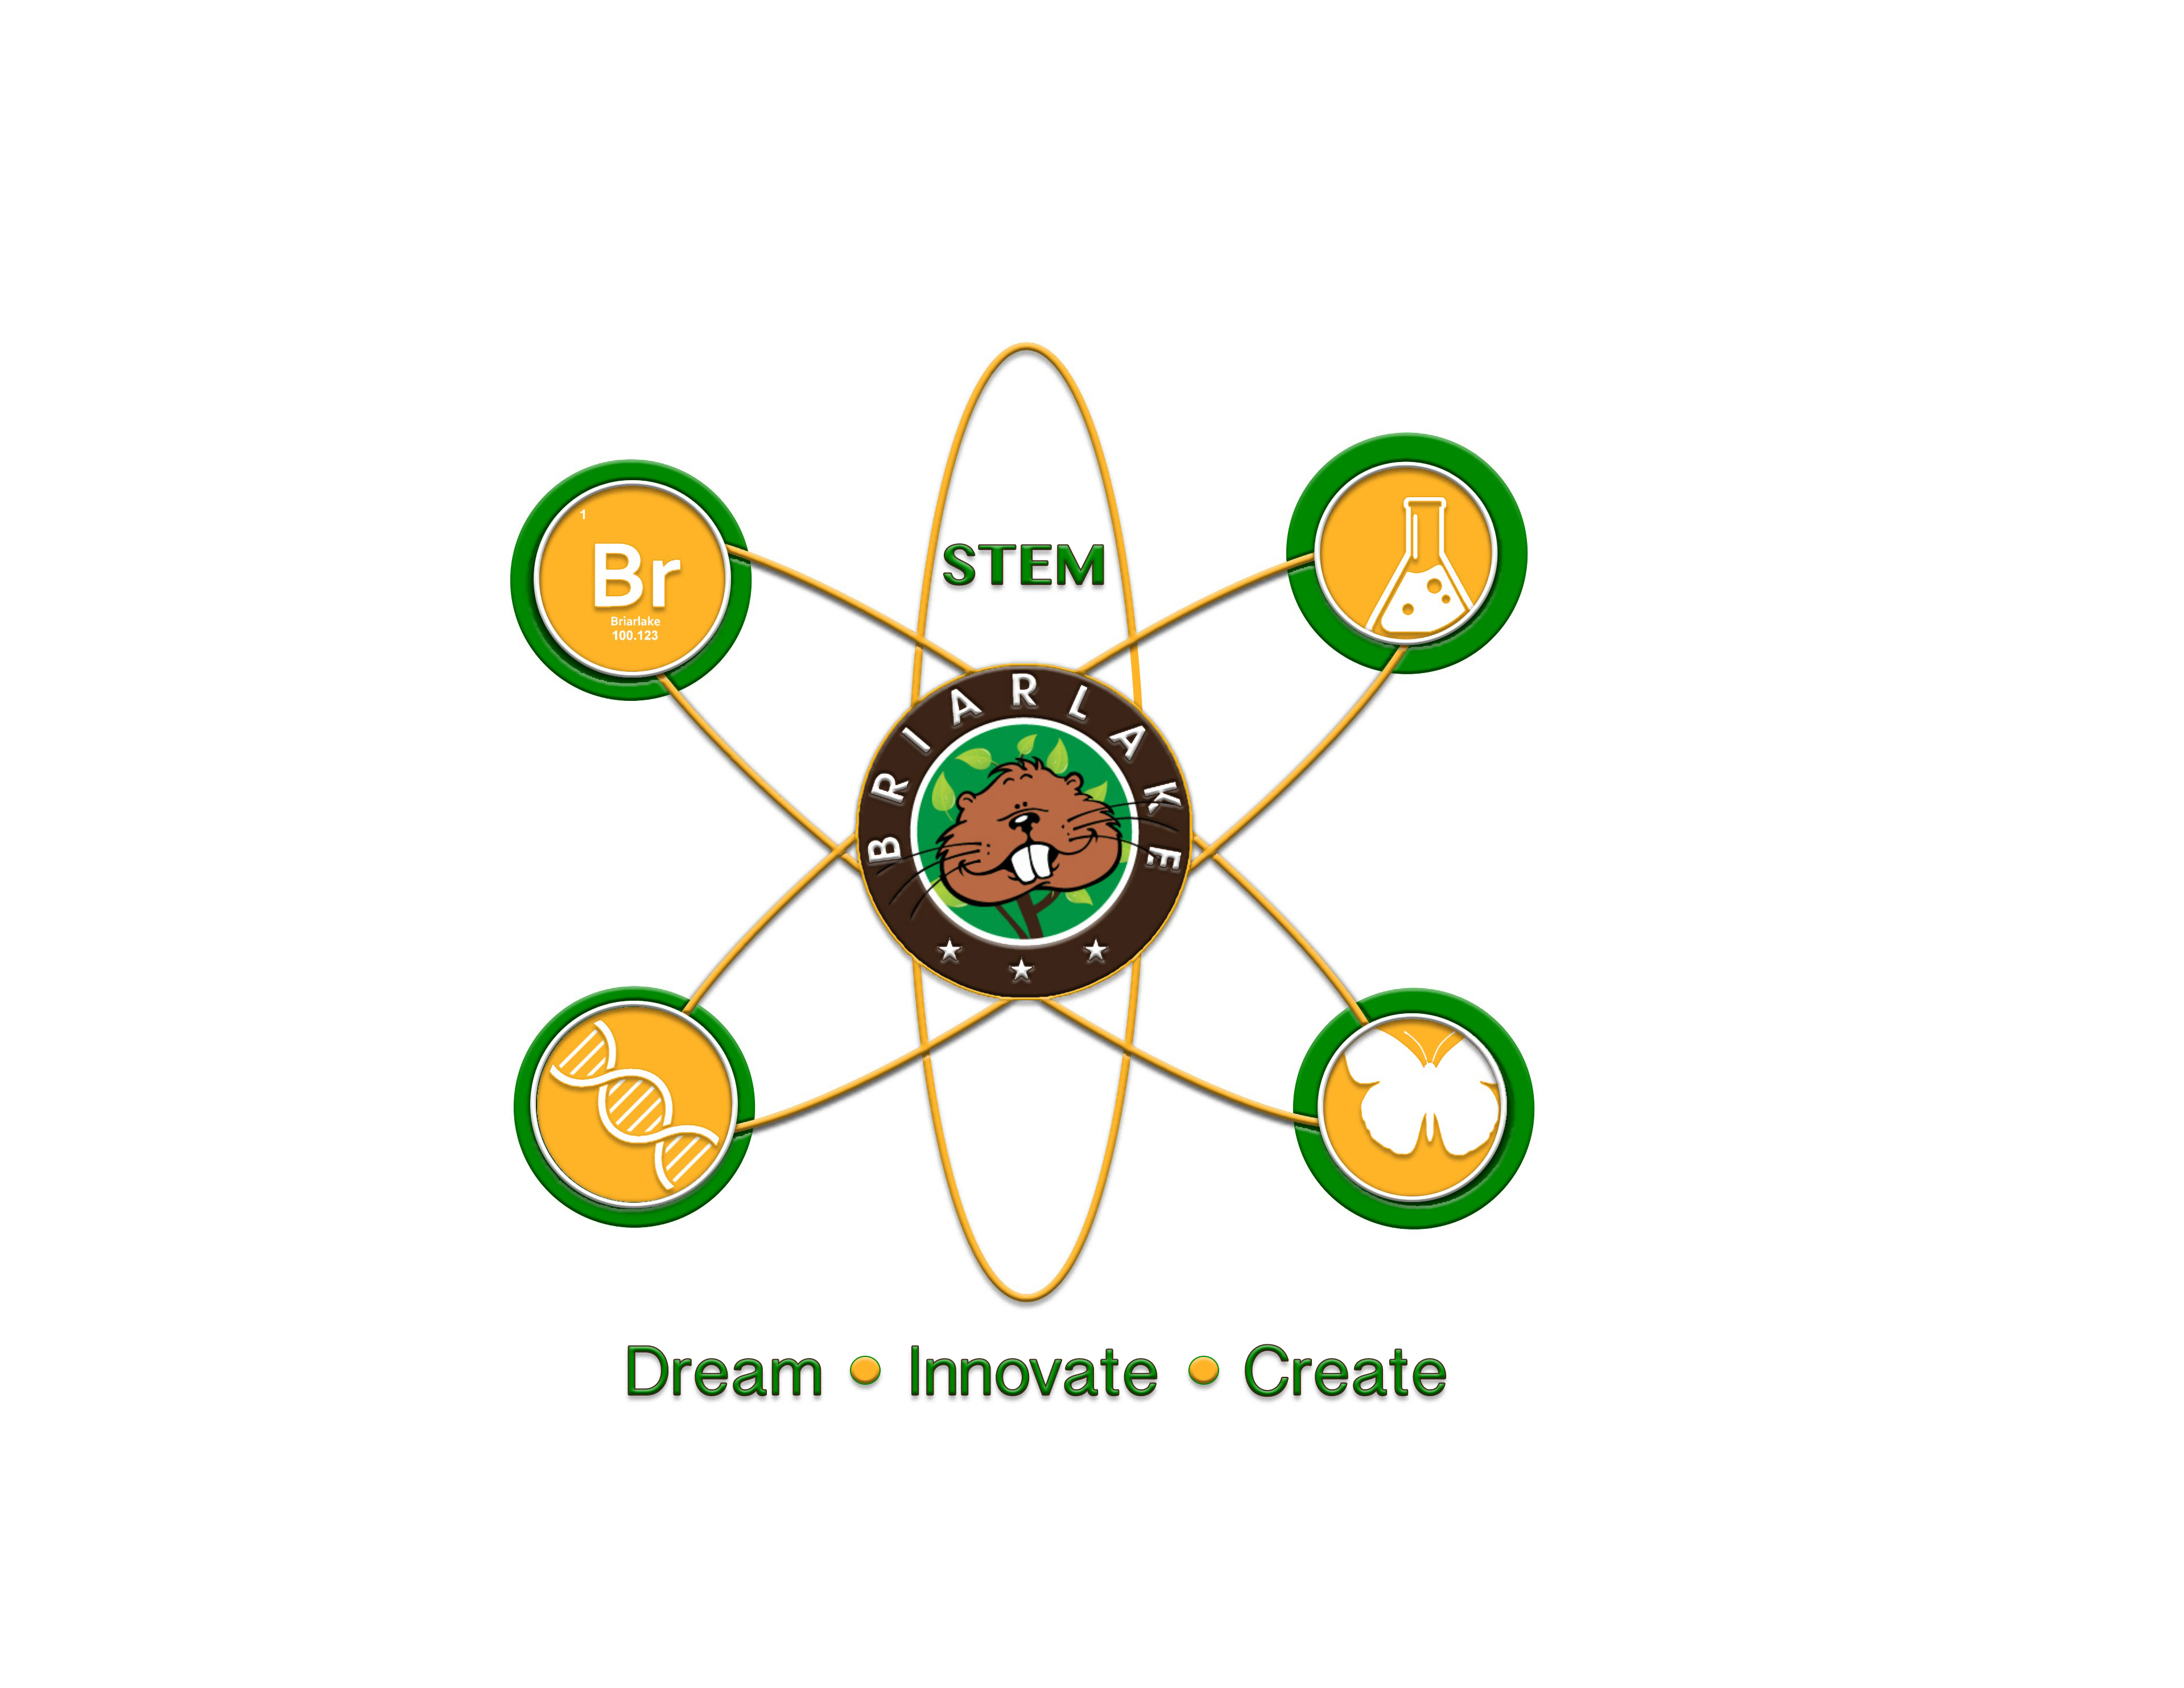 STEM
1
Br
Briarlake
100.123
BRIARLAKE
Dream • Innovate • Create